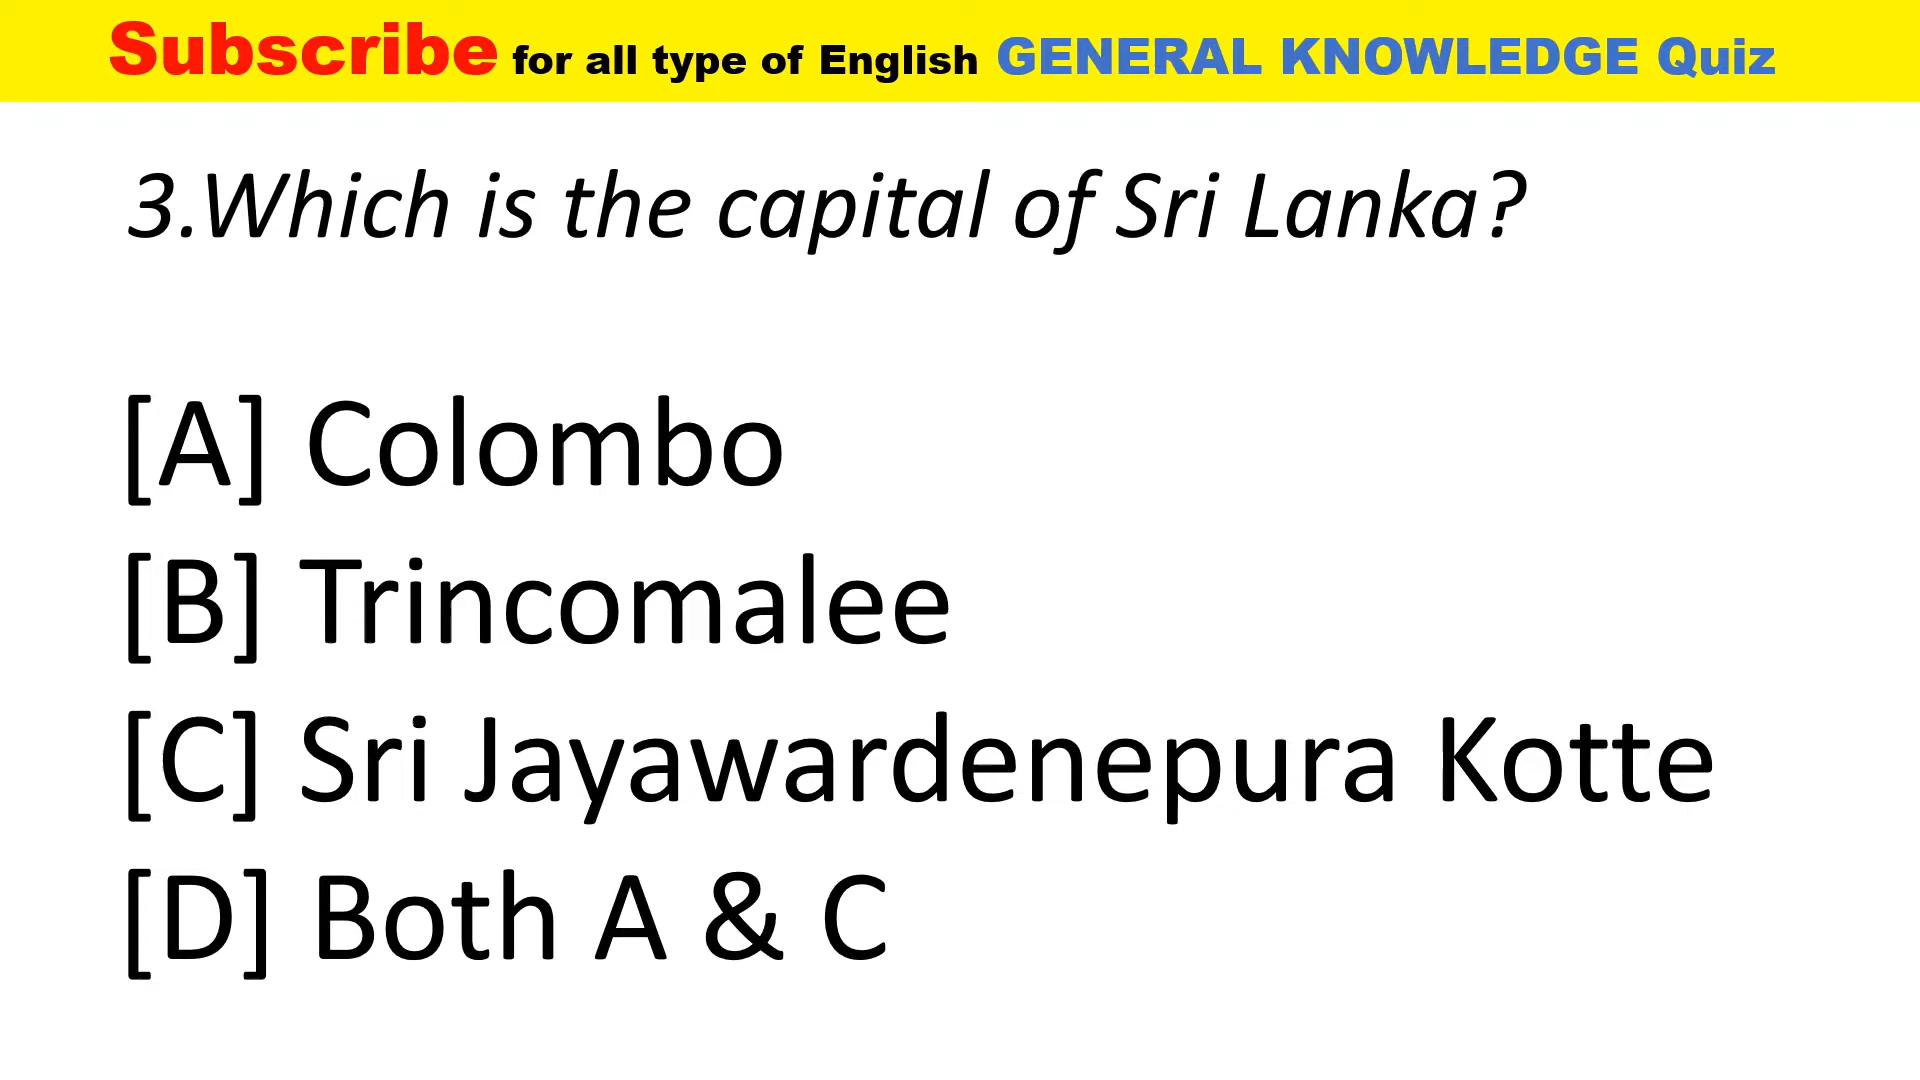 Subscribe for all type of English GENERAL KNOWLEDGE Quiz
3.Which is the capital of Sri Lanka?
[A] Colombo
[B] Trincomalee
[C] Sri Jayawardenepura Kotte
[D] Both A & C